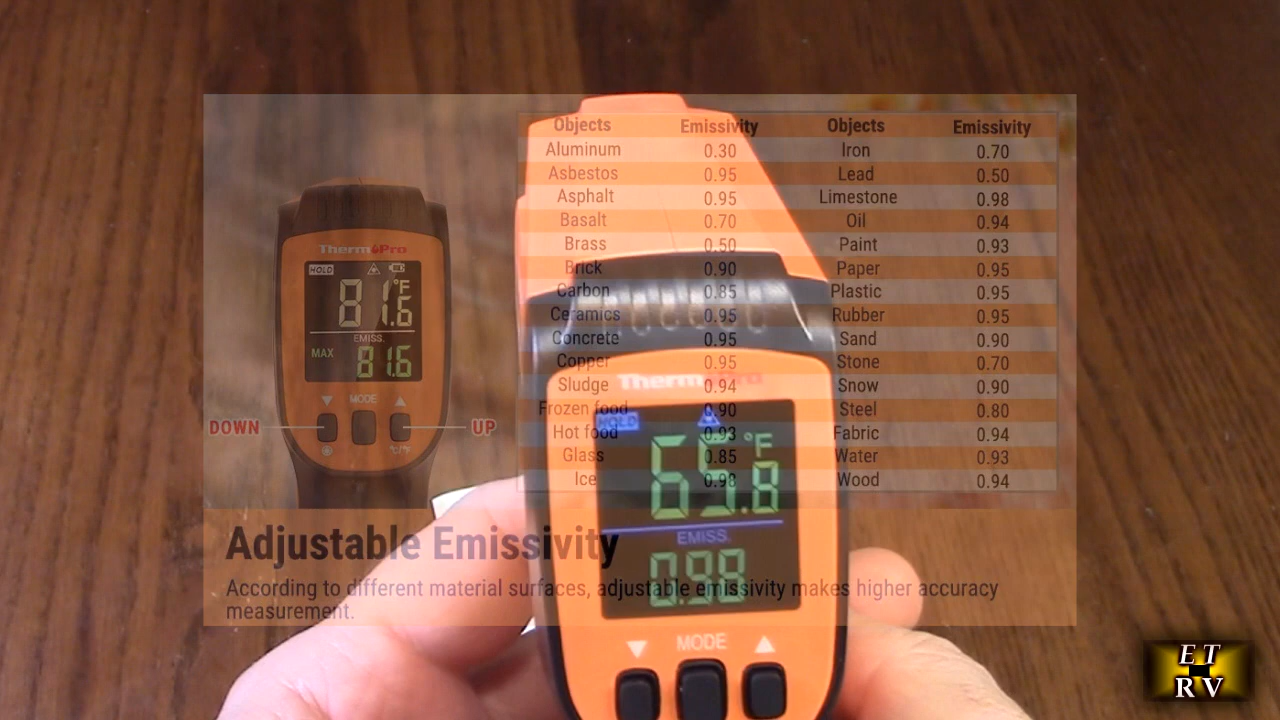 Objects Emissivity Objects Emissivity
Aluminum 0.30 Iron 0.70
Asbestos 0.95 Lead 0.50
Asphalt 0.95 Limestone 0.98
Basalt 0.70 Oil 0.94
Brass 0.50 Paint 0.93
Brick 0.90 Paper 0.95
Carbon 0.85 Plastic 0.95
Ceramics 0.95 Rubber 0.95
Concrete 0.95 Sand 0.90
Copper 0.95 Stone 0.70
Sludge 0.94 Snow 0.90
Frozen food 0.90 Steel 0.80
Hot food 0.93 Fabric 0.94
Glass 0.85 Water 0.93
Ice 0.98 Wood 0.94
ThermoPro
HOLD
81.6 °F
EMISS.
MAX 81.6
▼ MODE ▲
DOWN UP
°C/°F
ThermoPro
HOLD
65.8 °F
EMISS.
0.98
▼ MODE ▲
Adjustable Emissivity
According to different material surfaces, adjustable emissivity makes higher accuracy
measurement.
ET
RV